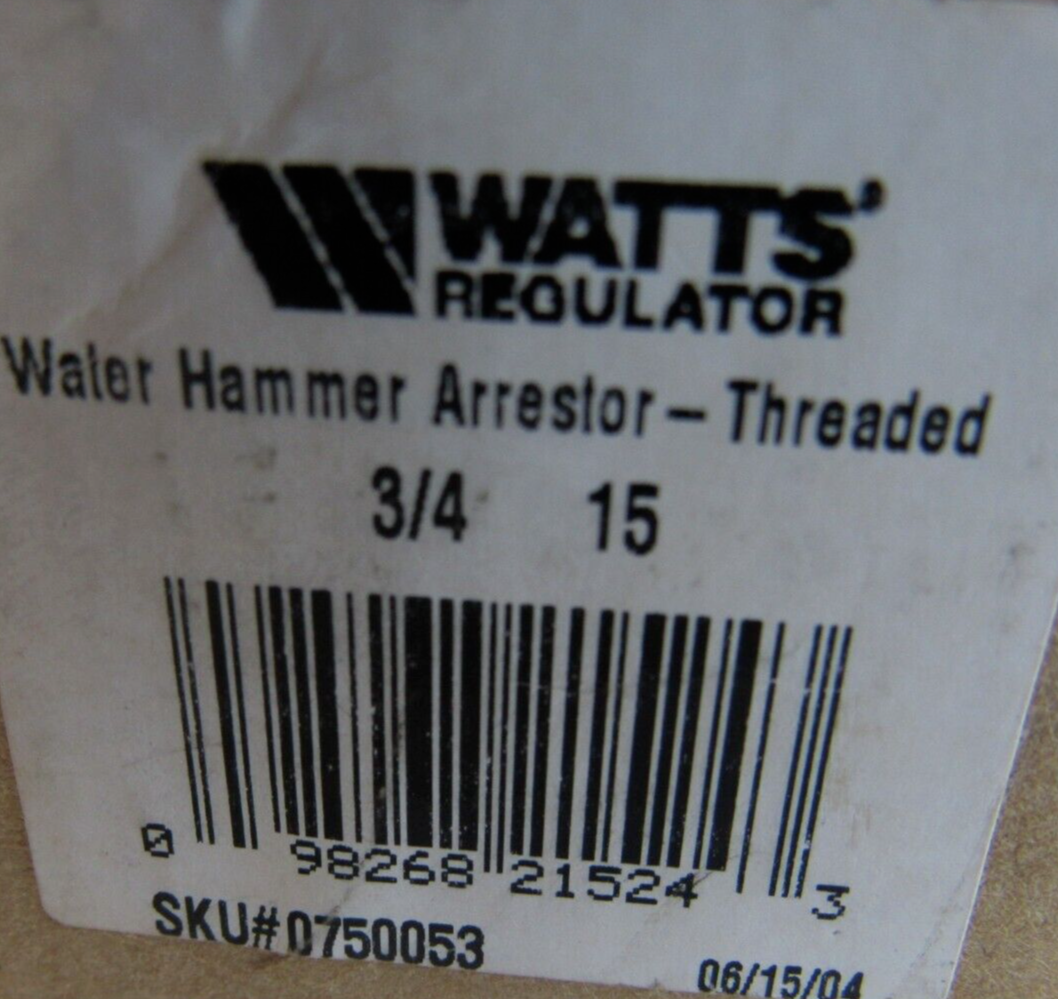 WATTS®
REGULATOR
Water Hammer Arrestor – Threaded
3/4 15
0 98268 21524 3
SKU# 0750053
06/15/04